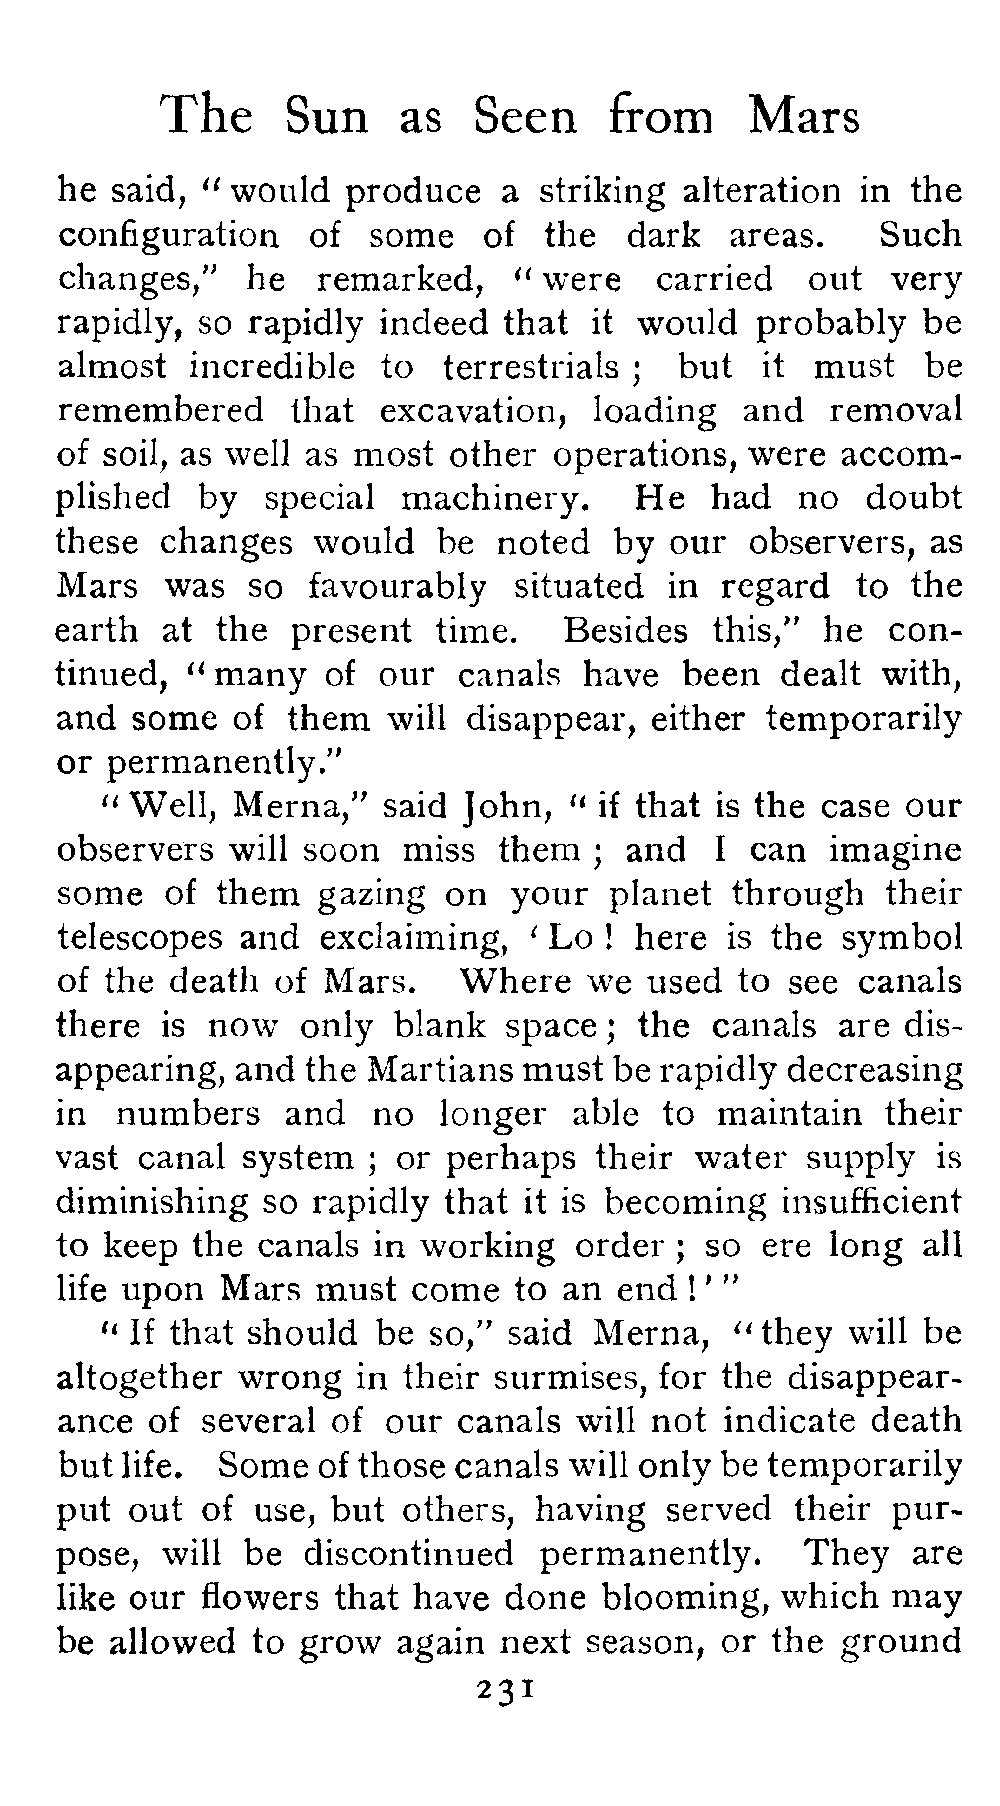 The Sun as Seen from Mars
he said, “ would produce a striking alteration in the
configuration of some of the dark areas. Such
changes,” he remarked, “ were carried out very
rapidly, so rapidly indeed that it would probably be
almost incredible to terrestrials ; but it must be
remembered that excavation, loading and removal
of soil, as well as most other operations, were accom-
plished by special machinery. He had no doubt
these changes would be noted by our observers, as
Mars was so favourably situated in regard to the
earth at the present time. Besides this,” he con-
tinued, “ many of our canals have been dealt with,
and some of them will disappear, either temporarily
or permanently.”
“ Well, Merna,” said John, “ if that is the case our
observers will soon miss them ; and I can imagine
some of them gazing on your planet through their
telescopes and exclaiming, ‘ Lo ! here is the symbol
of the death of Mars. Where we used to see canals
there is now only blank space ; the canals are dis-
appearing, and the Martians must be rapidly decreasing
in numbers and no longer able to maintain their
vast canal system ; or perhaps their water supply is
diminishing so rapidly that it is becoming insufficient
to keep the canals in working order ; so ere long all
life upon Mars must come to an end ! ’ ”
“ If that should be so,” said Merna, “ they will be
altogether wrong in their surmises, for the disappear-
ance of several of our canals will not indicate death
but life. Some of those canals will only be temporarily
put out of use, but others, having served their pur-
pose, will be discontinued permanently. They are
like our flowers that have done blooming, which may
be allowed to grow again next season, or the ground
231